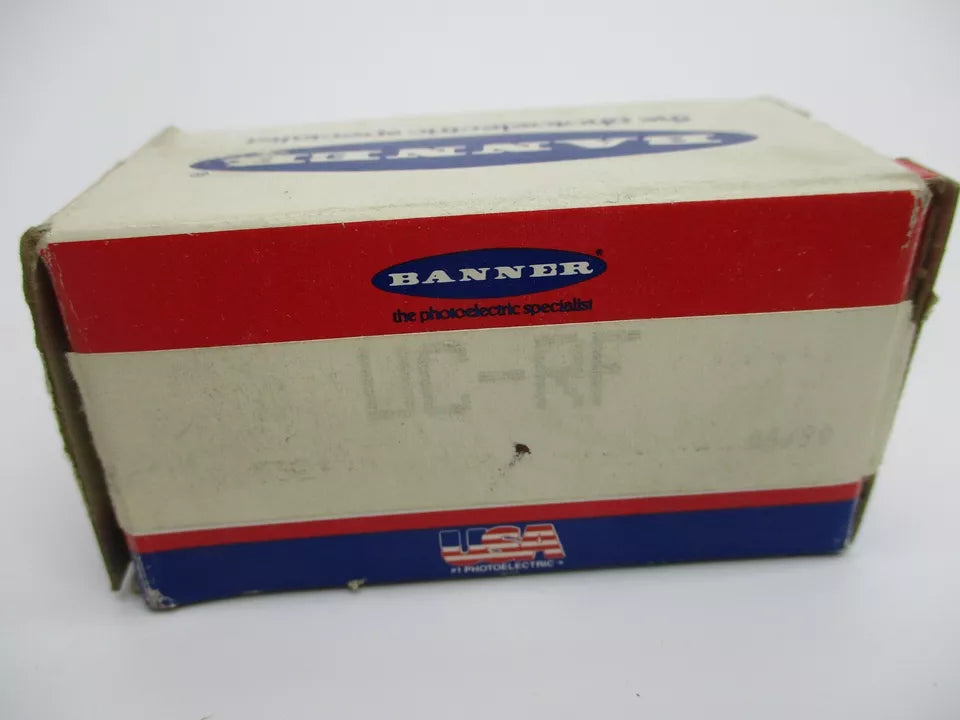 the photoelectric specialist
BANNER®
BANNER®
the photoelectric specialist
UC-RF
USA
#1 PHOTOELECTRIC